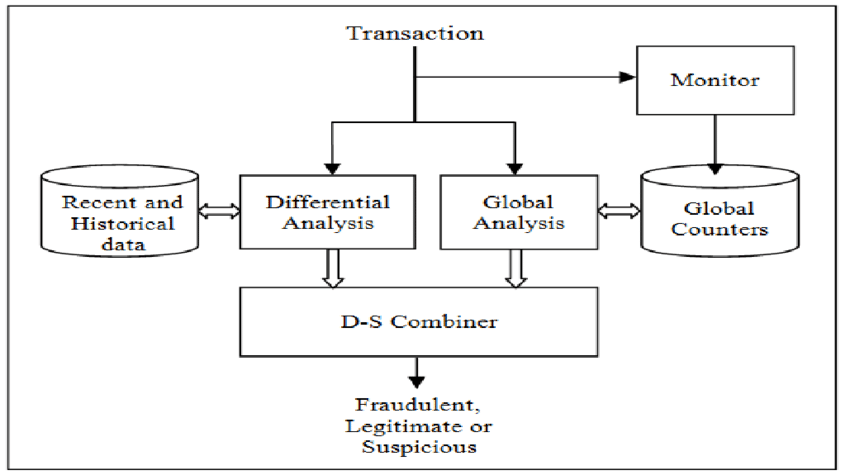 Transaction
Monitor
Recent and
Historical
data
Differential
Analysis
Global
Analysis
Global
Counters
D-S Combiner
Fraudulent,
Legitimate or
Suspicious